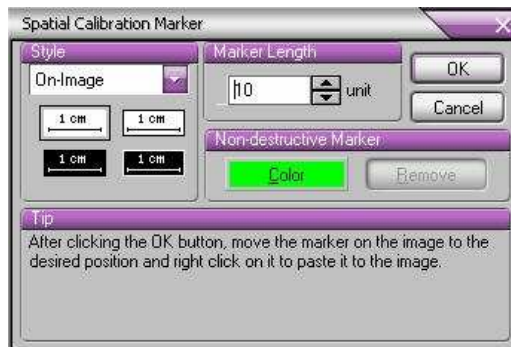 Spatial Calibration Marker
Style
On-Image
1 cm
1 cm
1 cm
1 cm
Marker Length
10 unit
OK
Cancel
Non-destructive Marker
Color
Remove
Tip
After clicking the OK button, move the marker on the image to the
desired position and right click on it to paste it to the image.